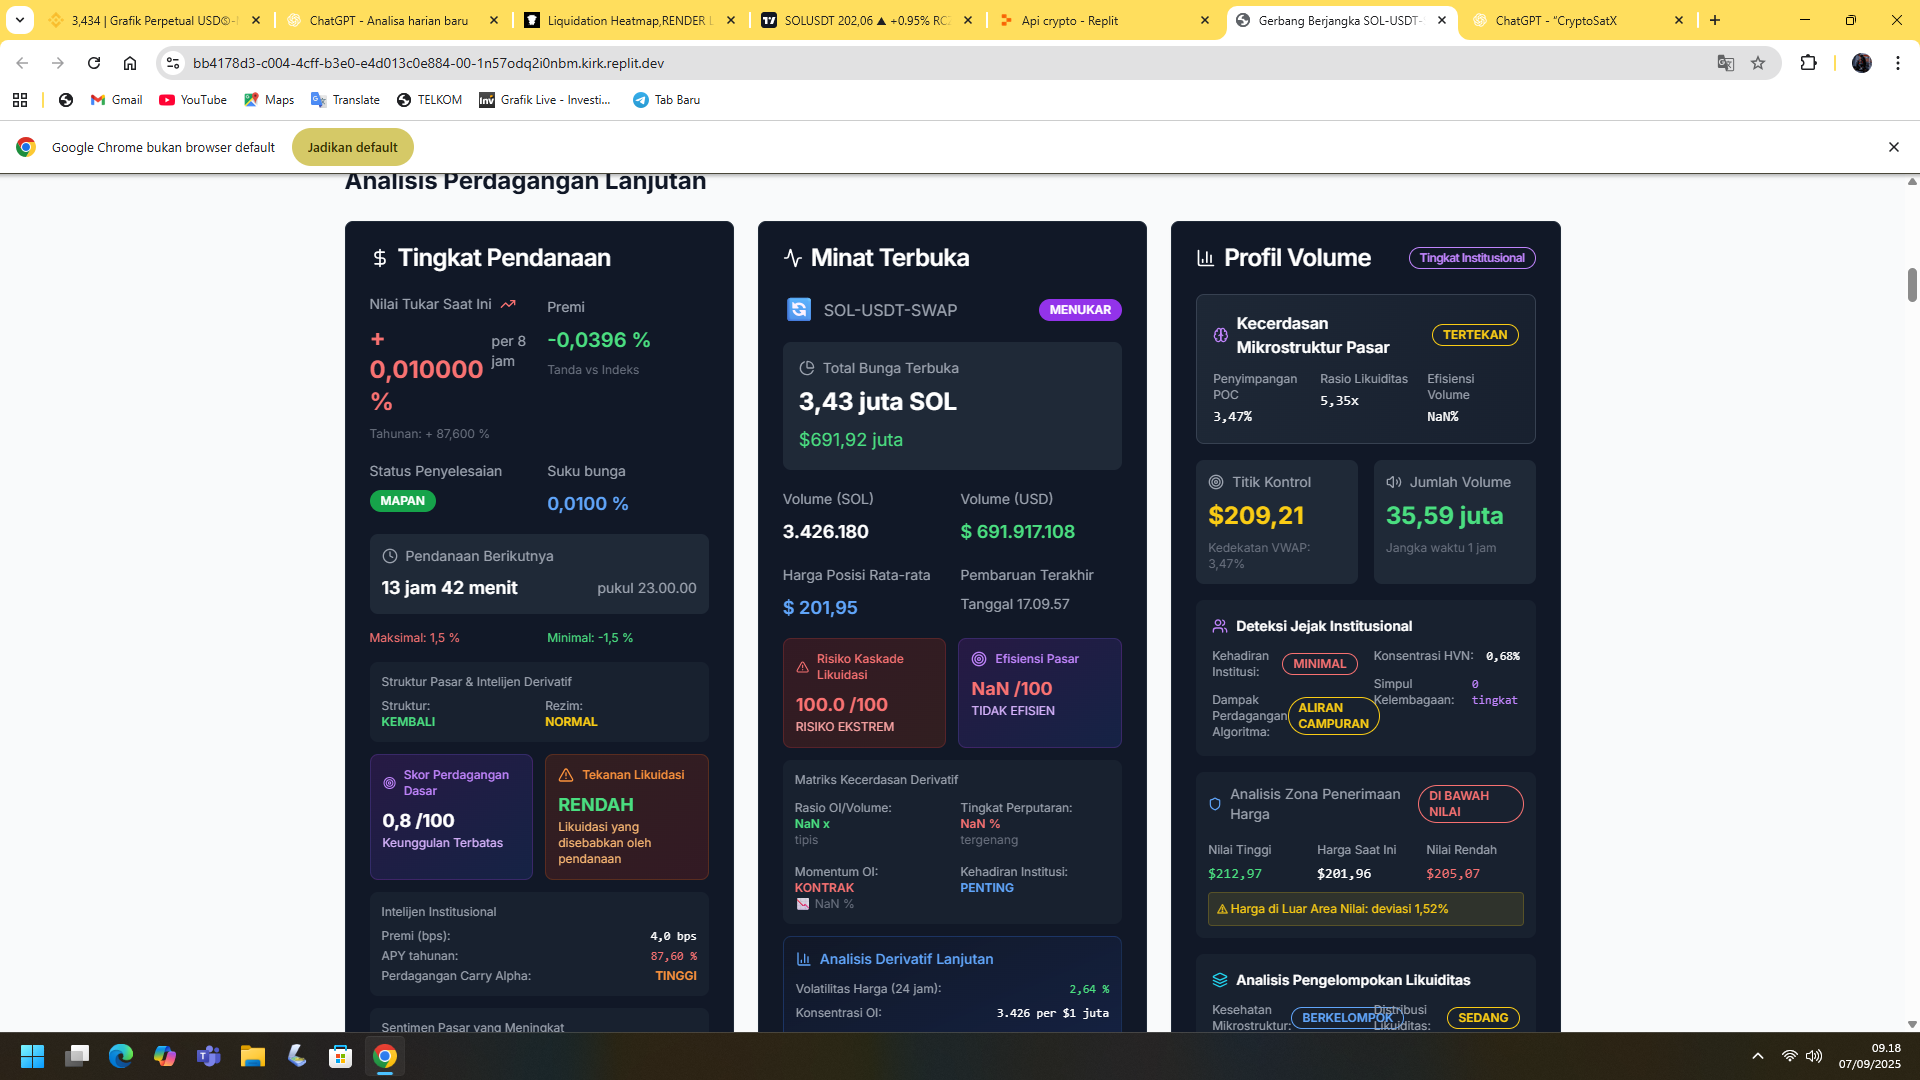 3,434 | Grafik Perpetual USDⓈ-
ChatGPT - Analisa harian baru
Liquidation Heatmap,RENDER L
SOLUSDT 202,06 ▲ +0.95% RC
Api crypto - Replit
Gerbang Berjangka SOL-USDT-
ChatGPT - "CryptoSatX
bb4178d3-c004-4cff-b3e0-e4d013c0e884-00-1n57odq2i0nbm.kirk.replit.dev
Gmail
YouTube
Maps
Translate
TELKOM
Grafik Live - Investi...
Tab Baru
Google Chrome bukan browser default
Jadikan default
Analisis Perdagangan Lanjutan
Tingkat Pendanaan
Nilai Tukar Saat Ini
Premi
+
0,010000
%
per 8
jam
-0,0396 %
Tanda vs Indeks
Tahunan: + 87,600 %
Status Penyelesaian
Suku bunga
MAPAN
0,0100 %
Pendanaan Berikutnya
13 jam 42 menit
pukul 23.00.00
Maksimal: 1,5 %
Minimal: -1,5 %
Struktur Pasar & Intelijen Derivatif
Struktur:
Rezim:
KEMBALI
NORMAL
Skor Perdagangan
Dasar
0,8 /100
Keunggulan Terbatas
Tekanan Likuidasi
RENDAH
Likuidasi yang
disebabkan oleh
pendanaan
Intelijen Institusional
Premi (bps):
4,0 bps
APY tahunan:
87,60 %
Perdagangan Carry Alpha:
TINGGI
Sentimen Pasar yang Meningkat
Minat Terbuka
SOL-USDT-SWAP
MENUKAR
Total Bunga Terbuka
3,43 juta SOL
$691,92 juta
Volume (SOL)
Volume (USD)
3.426.180
$ 691.917.108
Harga Posisi Rata-rata
Pembaruan Terakhir
$ 201,95
Tanggal 17.09.57
Risiko Kaskade
Likuidasi
100.0 /100
RISIKO EKSTREM
Efisiensi Pasar
NaN /100
TIDAK EFISIEN
Matriks Kecerdasan Derivatif
Rasio OI/Volume:
Tingkat Perputaran:
NaN x
NaN %
tipis
tergenang
Momentum OI:
Kehadiran Institusi:
KONTRAK
PENTING
NaN %
Analisis Derivatif Lanjutan
Volatilitas Harga (24 jam):
2,64 %
Konsentrasi OI:
3.426 per $1 juta
Profil Volume
Tingkat Institusional
Kecerdasan
Mikrostruktur Pasar
TERTEKAN
Penyimpangan
POC
3,47%
Rasio Likuiditas
5,35x
Efisiensi
Volume
NaN%
Titik Kontrol
$209,21
Kedekatan VWAP:
3,47%
Jumlah Volume
35,59 juta
Jangka waktu 1 jam
Deteksi Jejak Institusional
Kehadiran
Institusi:
MINIMAL
Konsentrasi HVN:
0,68%
Dampak
Perdagangan
Algoritma:
ALIRAN
CAMPURAN
Simpul
Kelembagaan:
0
tingkat
Analisis Zona Penerimaan
Harga
DI BAWAH
NILAI
Nilai Tinggi
Harga Saat Ini
Nilai Rendah
$212,97
$201,96
$205,07
Harga di Luar Area Nilai: deviasi 1,52%
Analisis Pengelompokan Likuiditas
Kesehatan
Mikrostruktur:
BERKELOMPOK
Distribusi
Likuiditas:
SEDANG
09.18
07/09/2025